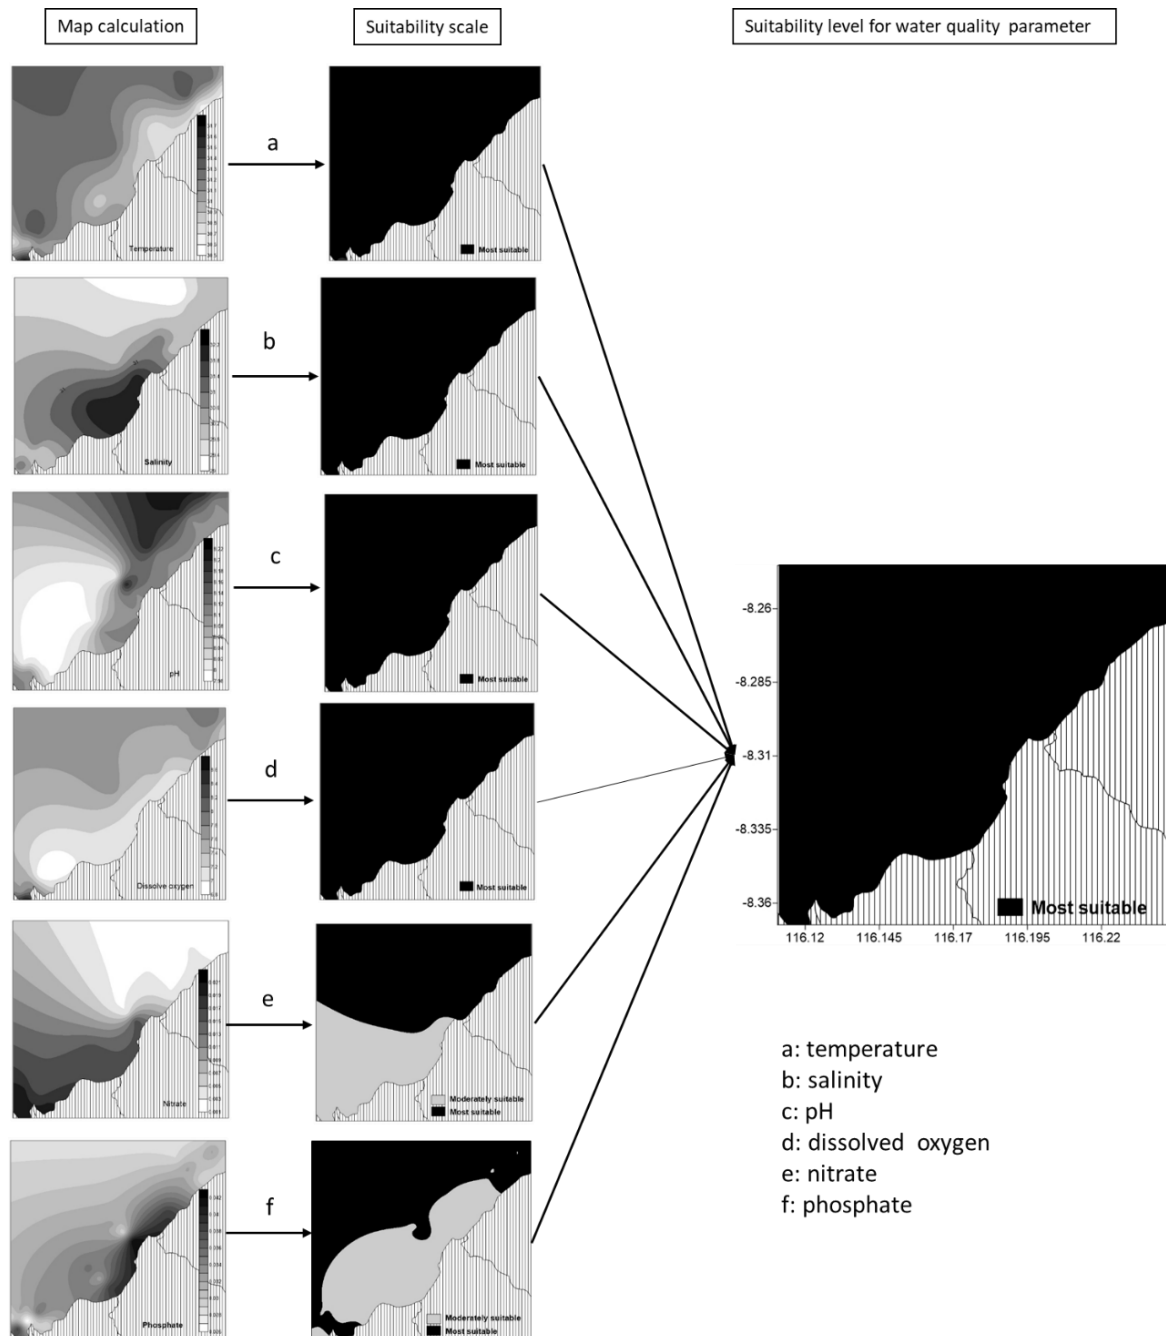 Map calculation
Suitability scale
Suitability level for water quality parameter
a
Temperature
Most suitable
b
Salinity
Most suitable
c
pH
Most suitable
d
Dissolve oxygen
Most suitable
-8.26
-8.285
-8.31
-8.335
-8.36
Most suitable
116.12 116.145 116.17 116.195 116.22
e
Nitrate
Moderately suitable
Most suitable
f
Phosphate
Moderately suitable
Most suitable
a: temperature
b: salinity
c: pH
d: dissolved oxygen
e: nitrate
f: phosphate